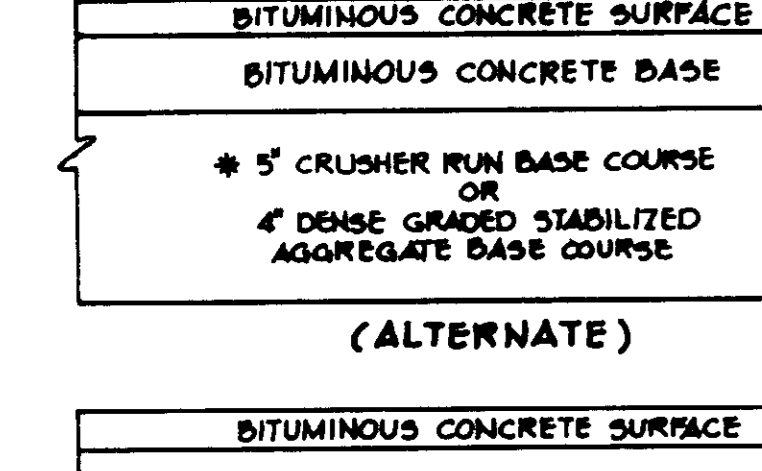 BITUMINOUS CONCRETE SURFACE
BITUMINOUS CONCRETE BASE
* 5" CRUSHER RUN BASE COURSE
OR
4" DENSE GRADED STABILIZED
AGGREGATE BASE COURSE
(ALTERNATE)
BITUMINOUS CONCRETE SURFACE